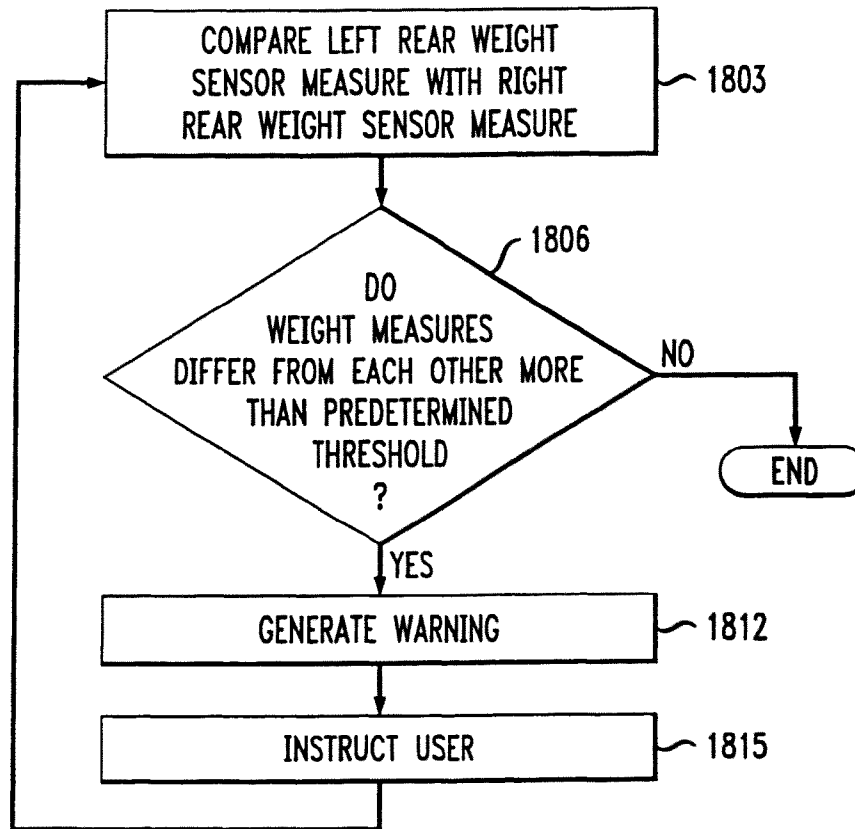 COMPARE LEFT REAR WEIGHT
SENSOR MEASURE WITH RIGHT
REAR WEIGHT SENSOR MEASURE
1803
1806
DO
WEIGHT MEASURES
DIFFER FROM EACH OTHER MORE
THAN PREDETERMINED
THRESHOLD
?
NO
END
YES
GENERATE WARNING
1812
INSTRUCT USER
1815